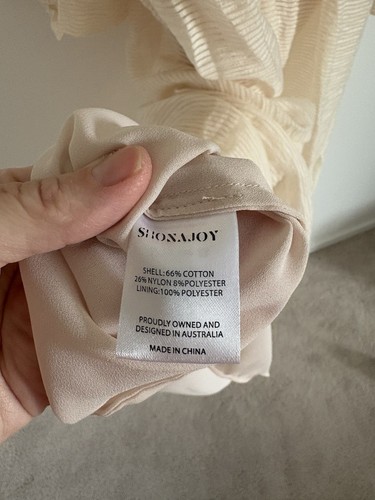 SHONAJOY
SHELL: 66% COTTON
26% NYLON 8%POLYESTER
LINING: 100% POLYESTER
PROUDLY OWNED AND
DESIGNED IN AUSTRALIA
MADE IN CHINA